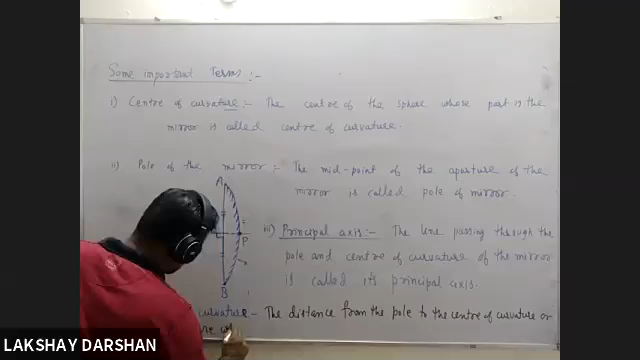 Some important Terms :-
i) Centre of curvature :- The centre of the sphere whose part is the
mirror is called centre of curvature.
ii) Pole of the mirror :- The mid-point of the aperture of the
mirror is called pole of mirror.
A
P
B
iii) Principal axis :- The line passing through the
pole and centre of curvature of the mirror
is called its principal axis.
curvature - The distance from the pole to the centre of curvature or
LAKSHAY DARSHAN